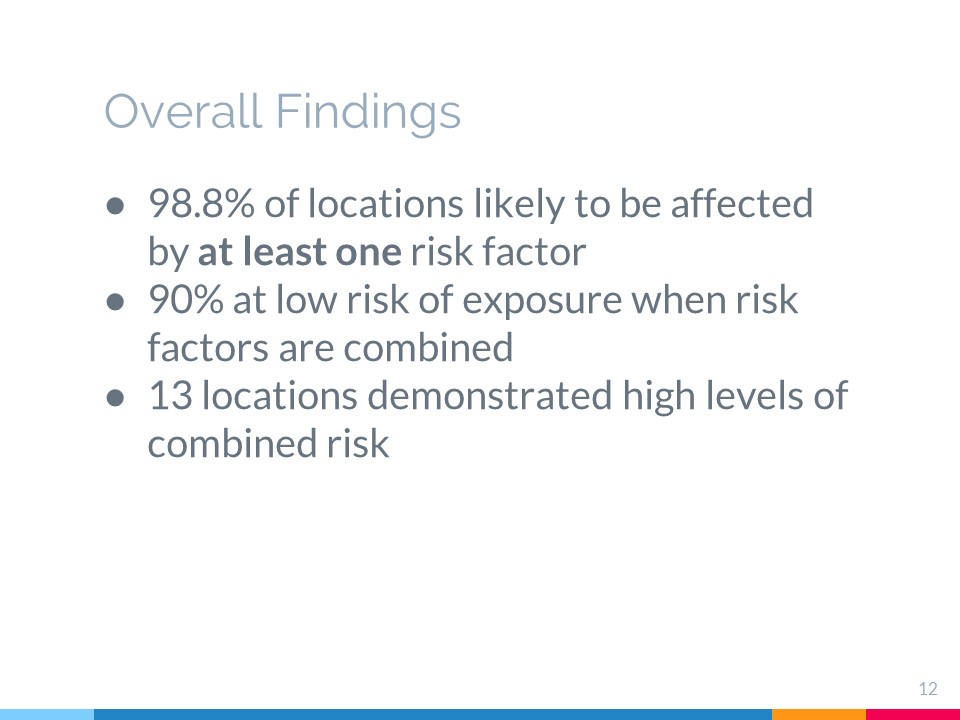 Overall Findings
● 98.8% of locations likely to be affected
by at least one risk factor
● 90% at low risk of exposure when risk
factors are combined
● 13 locations demonstrated high levels of
combined risk
12